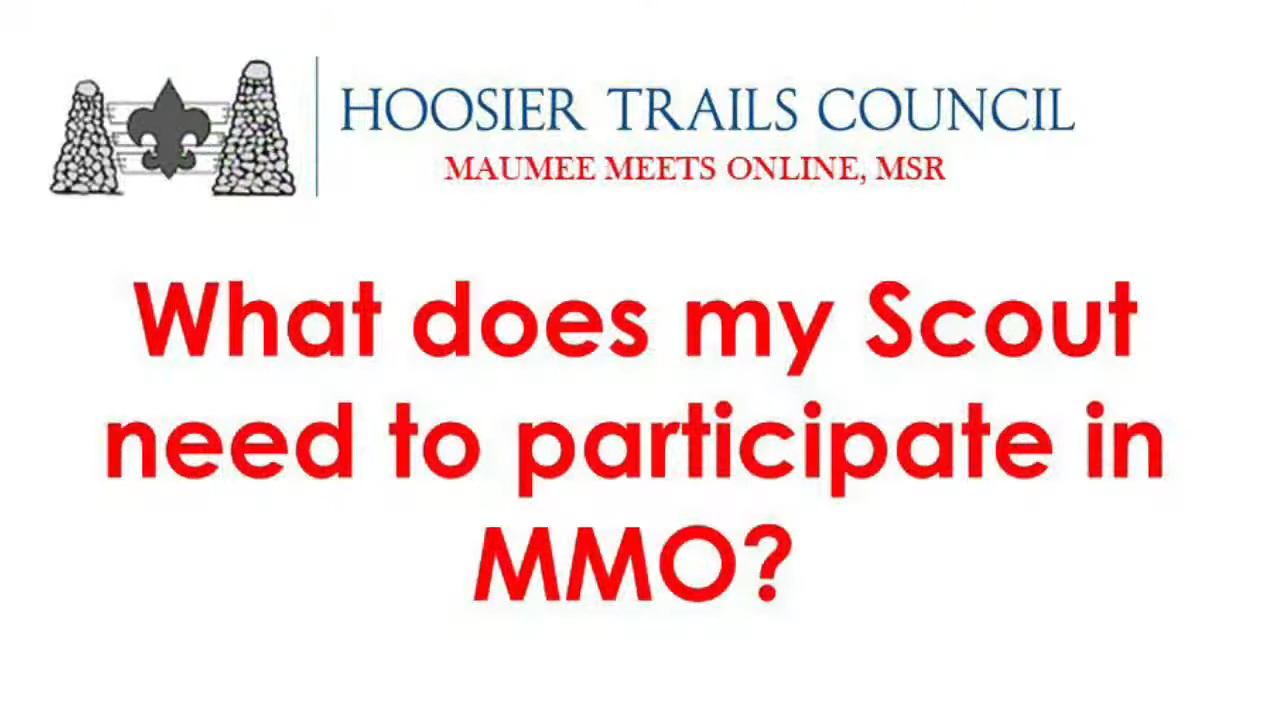 HOOSIER TRAILS COUNCIL
MAUMEE MEETS ONLINE, MSR
What does my Scout
need to participate in
MMO?